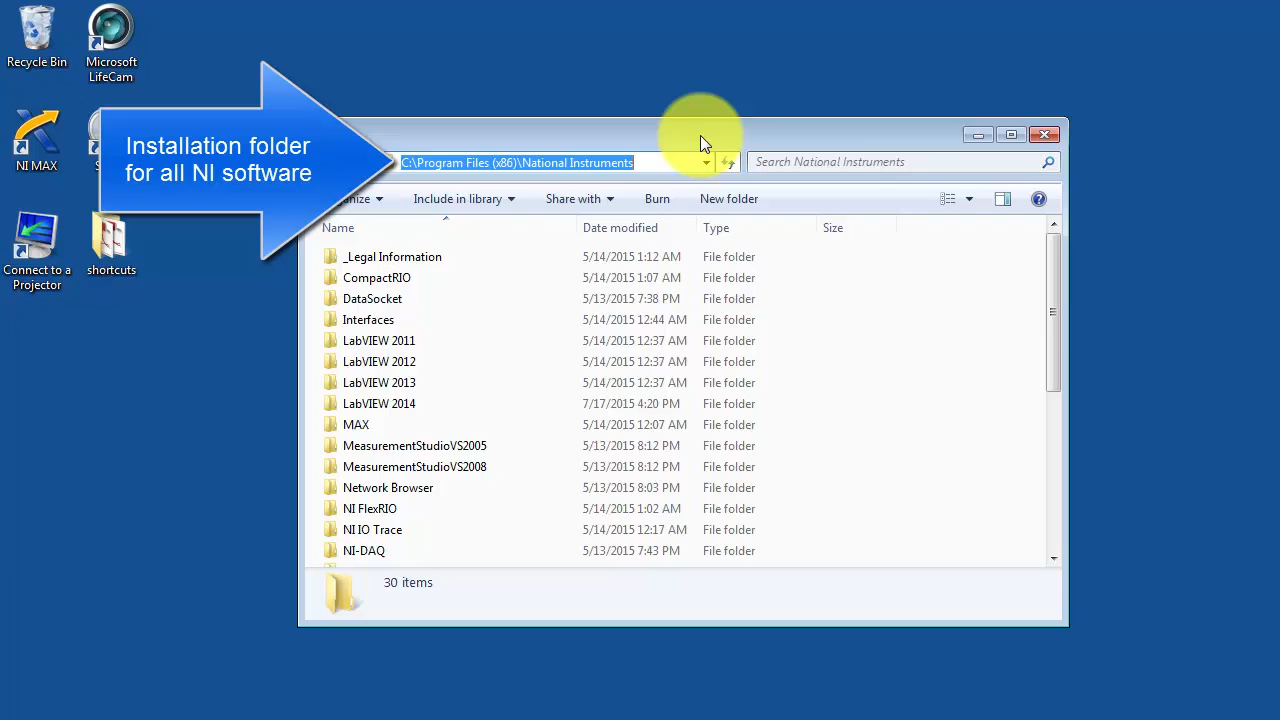 Recycle Bin
Microsoft
LifeCam
NI MAX
Connect to a
Projector
shortcuts
Installation folder
for all NI software
C:\Program Files (x86)\National Instruments
Search National Instruments
Include in library
Share with
Burn
New folder
Name Date modified Type Size
_Legal Information 5/14/2015 1:12 AM File folder
CompactRIO 5/14/2015 1:07 AM File folder
DataSocket 5/13/2015 7:38 PM File folder
Interfaces 5/14/2015 12:44 AM File folder
LabVIEW 2011 5/14/2015 12:37 AM File folder
LabVIEW 2012 5/14/2015 12:37 AM File folder
LabVIEW 2013 5/14/2015 12:37 AM File folder
LabVIEW 2014 7/17/2015 4:20 PM File folder
MAX 5/14/2015 12:07 AM File folder
MeasurementStudioVS2005 5/13/2015 8:12 PM File folder
MeasurementStudioVS2008 5/13/2015 8:12 PM File folder
Network Browser 5/13/2015 8:03 PM File folder
NI FlexRIO 5/14/2015 1:02 AM File folder
NI IO Trace 5/14/2015 12:17 AM File folder
NI-DAQ 5/13/2015 7:43 PM File folder
30 items